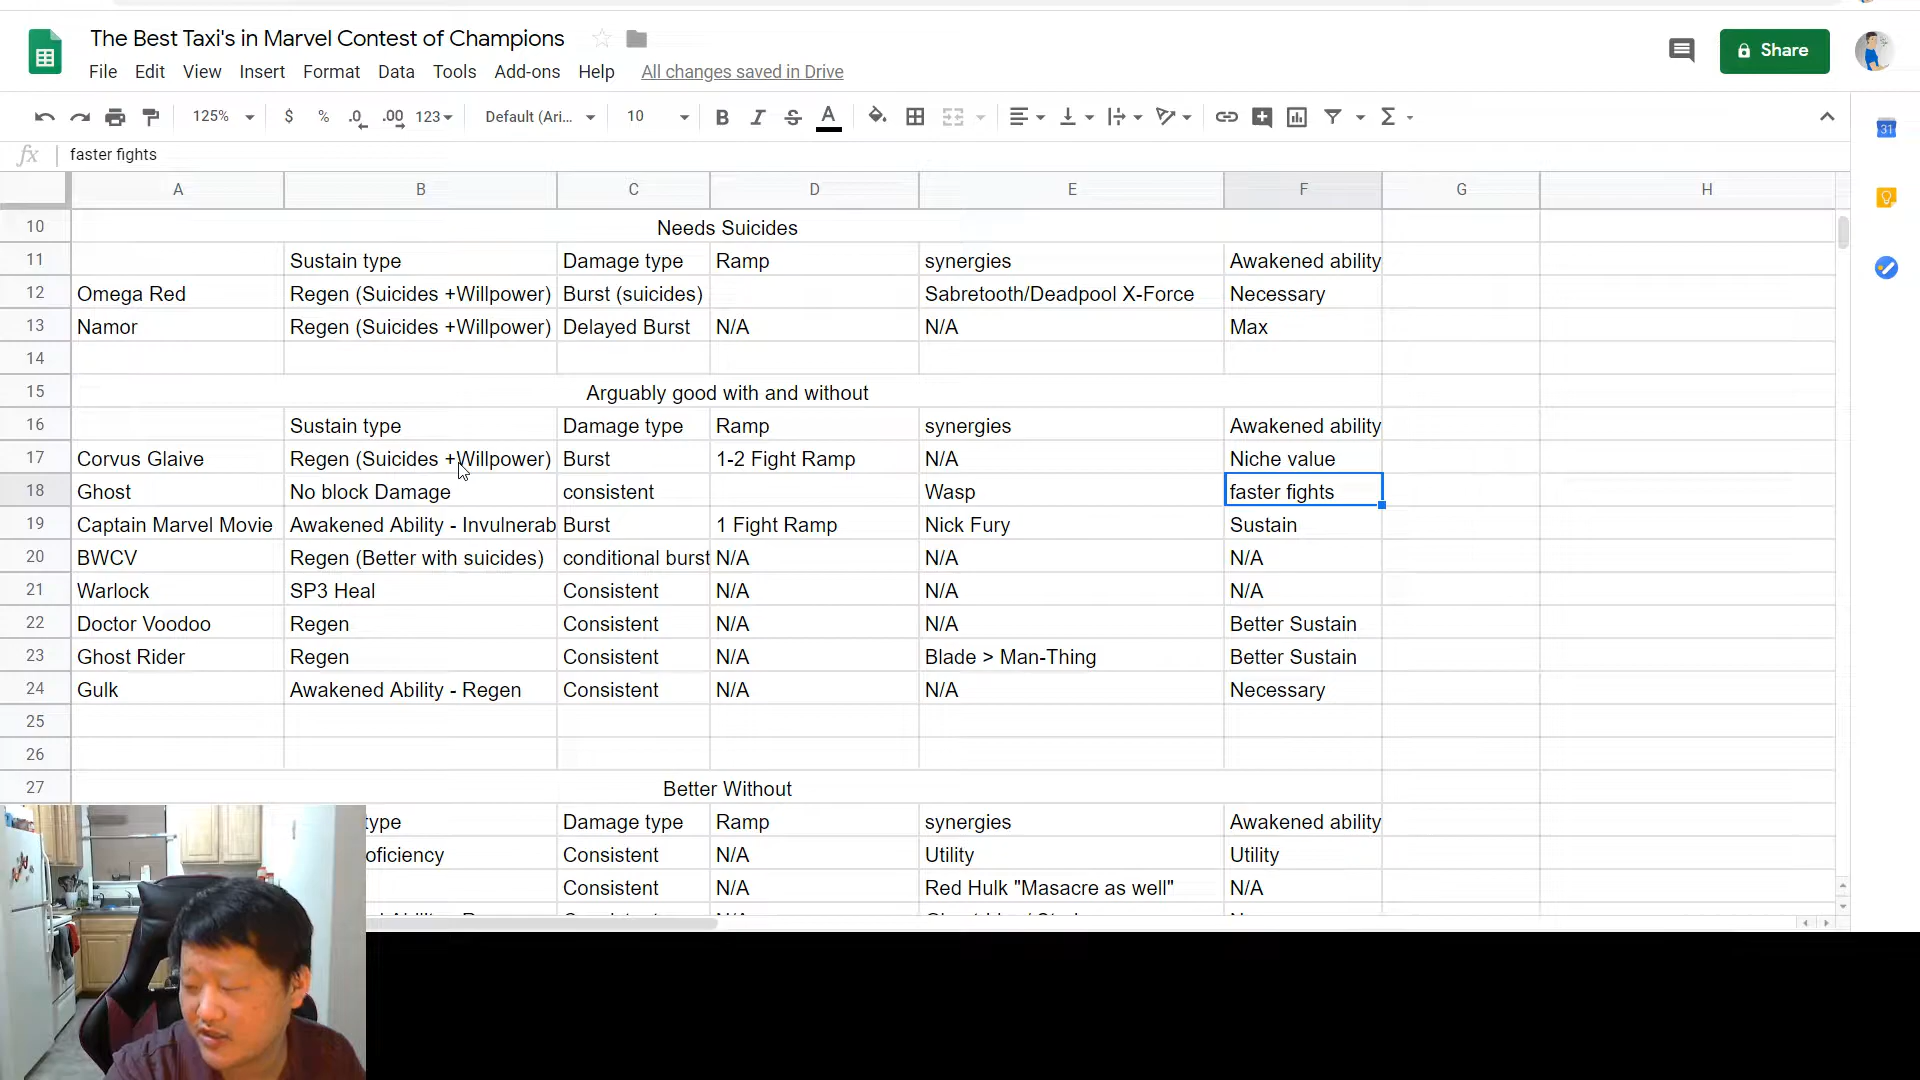 The Best Taxi's in Marvel Contest of Champions
File Edit View Insert Format Data Tools Add-ons Help All changes saved in Drive
Share
125% $ % .0 .00 123 Default (Ari... 10 B I S A Σ
31
fx faster fights
A B C D E F G H
10 Needs Suicides
11 Sustain type Damage type Ramp synergies Awakened ability
12 Omega Red Regen (Suicides +Willpower) Burst (suicides) Sabretooth/Deadpool X-Force Necessary
13 Namor Regen (Suicides +Willpower) Delayed Burst N/A N/A Max
14
15 Arguably good with and without
16 Sustain type Damage type Ramp synergies Awakened ability
17 Corvus Glaive Regen (Suicides +Willpower) Burst 1-2 Fight Ramp N/A Niche value
18 Ghost No block Damage consistent Wasp faster fights
19 Captain Marvel Movie Awakened Ability - Invulnerab Burst 1 Fight Ramp Nick Fury Sustain
20 BWCV Regen (Better with suicides) conditional burst N/A N/A N/A
21 Warlock SP3 Heal Consistent N/A N/A N/A
22 Doctor Voodoo Regen Consistent N/A N/A Better Sustain
23 Ghost Rider Regen Consistent N/A Blade > Man-Thing Better Sustain
24 Gulk Awakened Ability - Regen Consistent N/A N/A Necessary
25
26
27 Better Without
type Damage type Ramp synergies Awakened ability
oficiency Consistent N/A Utility Utility
Consistent N/A Red Hulk "Masacre as well" N/A